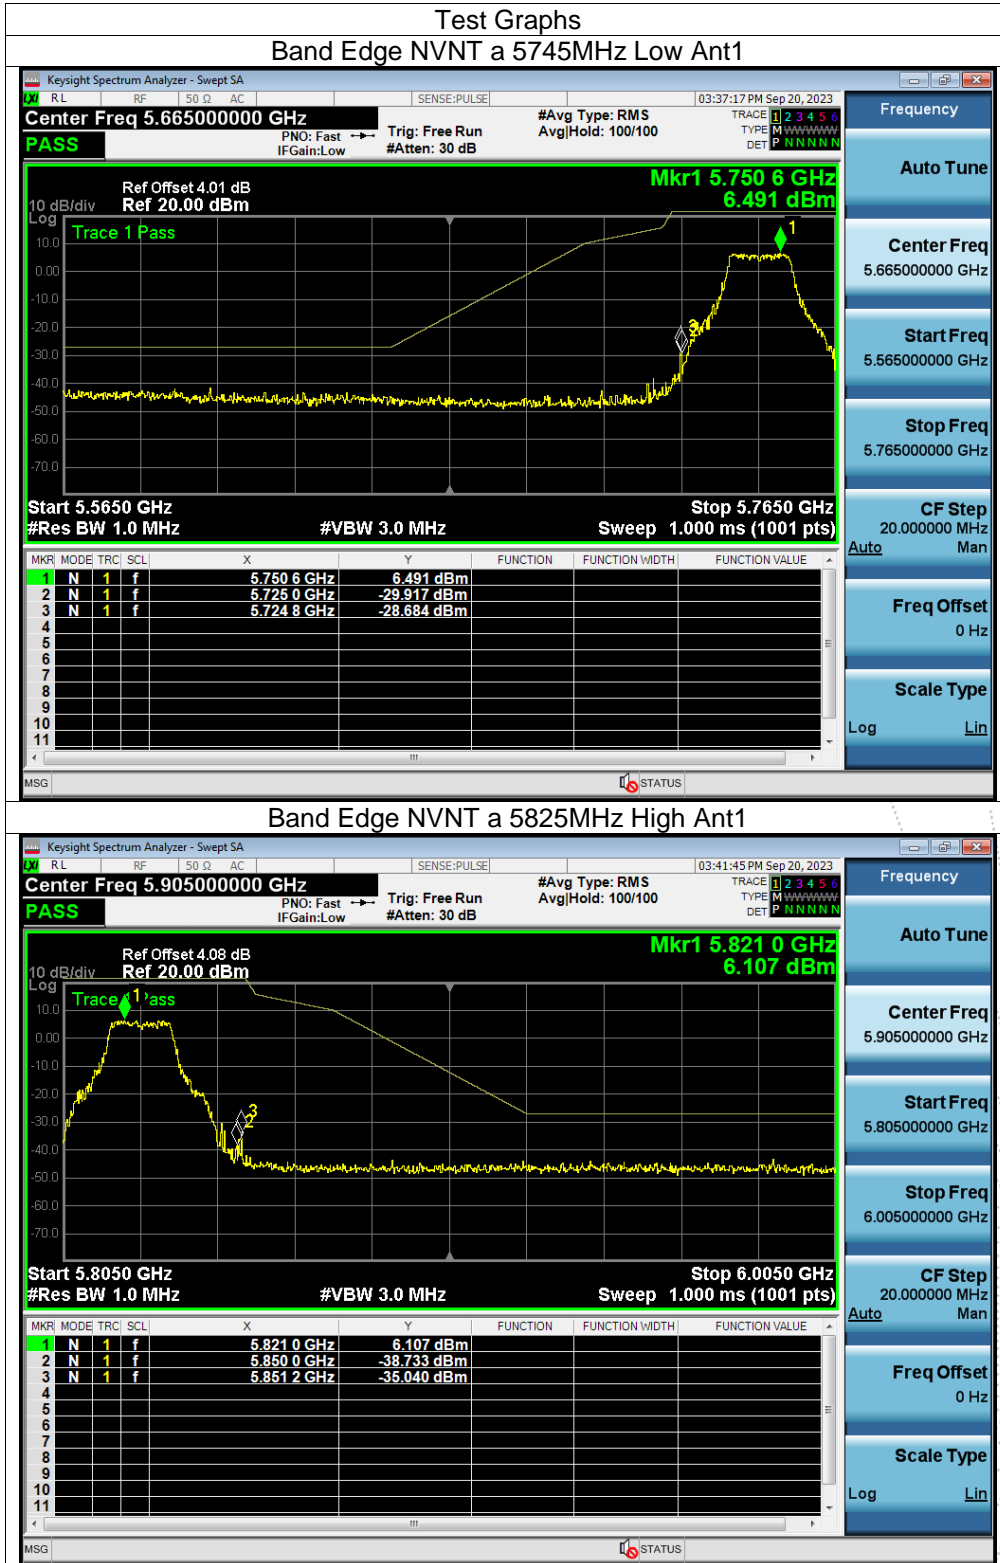 Test Graphs
Band Edge NVNT a 5745MHz Low Ant1
Keysight Spectrum Analyzer - Swept SA
LXI RL RF 50 Ω AC SENSE:PULSE 03:37:17 PM Sep 20, 2023
Center Freq 5.665000000 GHz #Avg Type: RMS TRACE 1 2 3 4 5 6
PASS PNO: Fast Trig: Free Run Avg|Hold: 100/100 TYPE M WWWWW
IFGain:Low #Atten: 30 dB DET P N N N N N
Frequency
Auto Tune
Center Freq
5.665000000 GHz
Start Freq
5.565000000 GHz
Stop Freq
5.765000000 GHz
CF Step
20.000000 MHz
Auto Man
Freq Offset
0 Hz
Scale Type
Log Lin
Mkr1 5.750 6 GHz
6.491 dBm
Ref Offset 4.01 dB
10 dB/div Ref 20.00 dBm
Log
Trace 1 Pass
1
10.0
0.00
-10.0
-20.0
-30.0
-40.0
-50.0
-60.0
-70.0
Start 5.5650 GHz Stop 5.7650 GHz
#Res BW 1.0 MHz #VBW 3.0 MHz Sweep 1.000 ms (1001 pts)
MKR MODE TRC SCL X Y FUNCTION FUNCTION WIDTH FUNCTION VALUE
1 N 1 f 5.750 6 GHz 6.491 dBm
2 N 1 f 5.725 0 GHz -29.917 dBm
3 N 1 f 5.724 8 GHz -28.684 dBm
4
5
6
7
8
9
10
11
MSG STATUS
Band Edge NVNT a 5825MHz High Ant1
Keysight Spectrum Analyzer - Swept SA
LXI RL RF 50 Ω AC SENSE:PULSE 03:41:45 PM Sep 20, 2023
Center Freq 5.905000000 GHz #Avg Type: RMS TRACE 1 2 3 4 5 6
PASS PNO: Fast Trig: Free Run Avg|Hold: 100/100 TYPE M WWWWW
IFGain:Low #Atten: 30 dB DET P N N N N N
Frequency
Auto Tune
Center Freq
5.905000000 GHz
Start Freq
5.805000000 GHz
Stop Freq
6.005000000 GHz
CF Step
20.000000 MHz
Auto Man
Freq Offset
0 Hz
Scale Type
Log Lin
Mkr1 5.821 0 GHz
6.107 dBm
Ref Offset 4.08 dB
10 dB/div Ref 20.00 dBm
Log
Trace 1 Pass
10.0
0.00
-10.0
-20.0
-30.0
-40.0
-50.0
-60.0
-70.0
3
2
Start 5.8050 GHz Stop 6.0050 GHz
#Res BW 1.0 MHz #VBW 3.0 MHz Sweep 1.000 ms (1001 pts)
MKR MODE TRC SCL X Y FUNCTION FUNCTION WIDTH FUNCTION VALUE
1 N 1 f 5.821 0 GHz 6.107 dBm
2 N 1 f 5.850 0 GHz -38.733 dBm
3 N 1 f 5.851 2 GHz -35.040 dBm
4
5
6
7
8
9
10
11
MSG STATUS